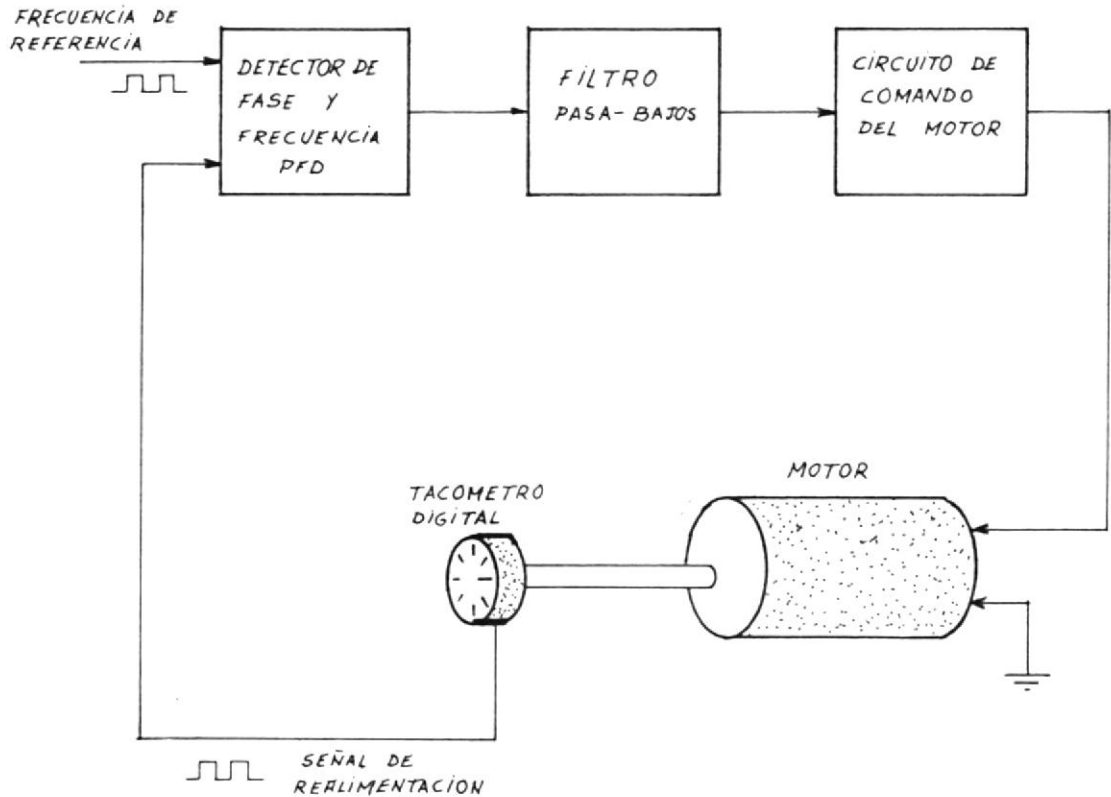 FRECUENCIA DE
REFERENCIA
DETECTOR DE
FASE Y
FRECUENCIA
PFD
FILTRO
PASA-BAJOS
CIRCUITO DE
COMANDO
DEL MOTOR
MOTOR
TACOMETRO
DIGITAL
SEÑAL DE
REALIMENTACION